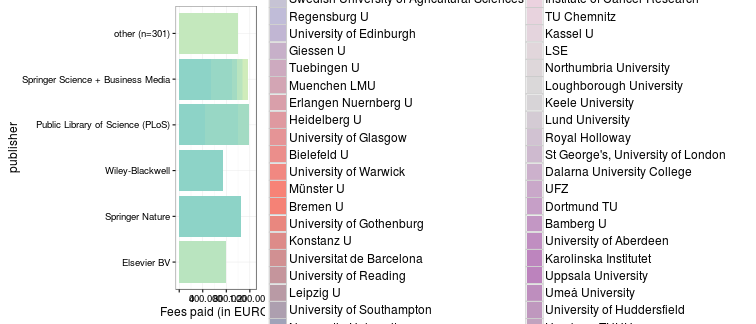 other (n=301)
Springer Science + Business Media
Public Library of Science (PLoS)
Wiley-Blackwell
Springer Nature
Elsevier BV
publisher
Fees paid (in EURO
Swedish University of Agricultural Sciences
Regensburg U
University of Edinburgh
Giessen U
Tuebingen U
Muenchen LMU
Erlangen Nuernberg U
Heidelberg U
University of Glasgow
Bielefeld U
University of Warwick
Münster U
Bremen U
University of Gothenburg
Konstanz U
Universitat de Barcelona
University of Reading
Leipzig U
University of Southampton
Institute of Cancer Research
TU Chemnitz
Kassel U
LSE
Northumbria University
Loughborough University
Keele University
Lund University
Royal Holloway
St George's, University of London
Dalarna University College
UFZ
Dortmund TU
Bamberg U
University of Aberdeen
Karolinska Institutet
Uppsala University
Umeå University
University of Huddersfield